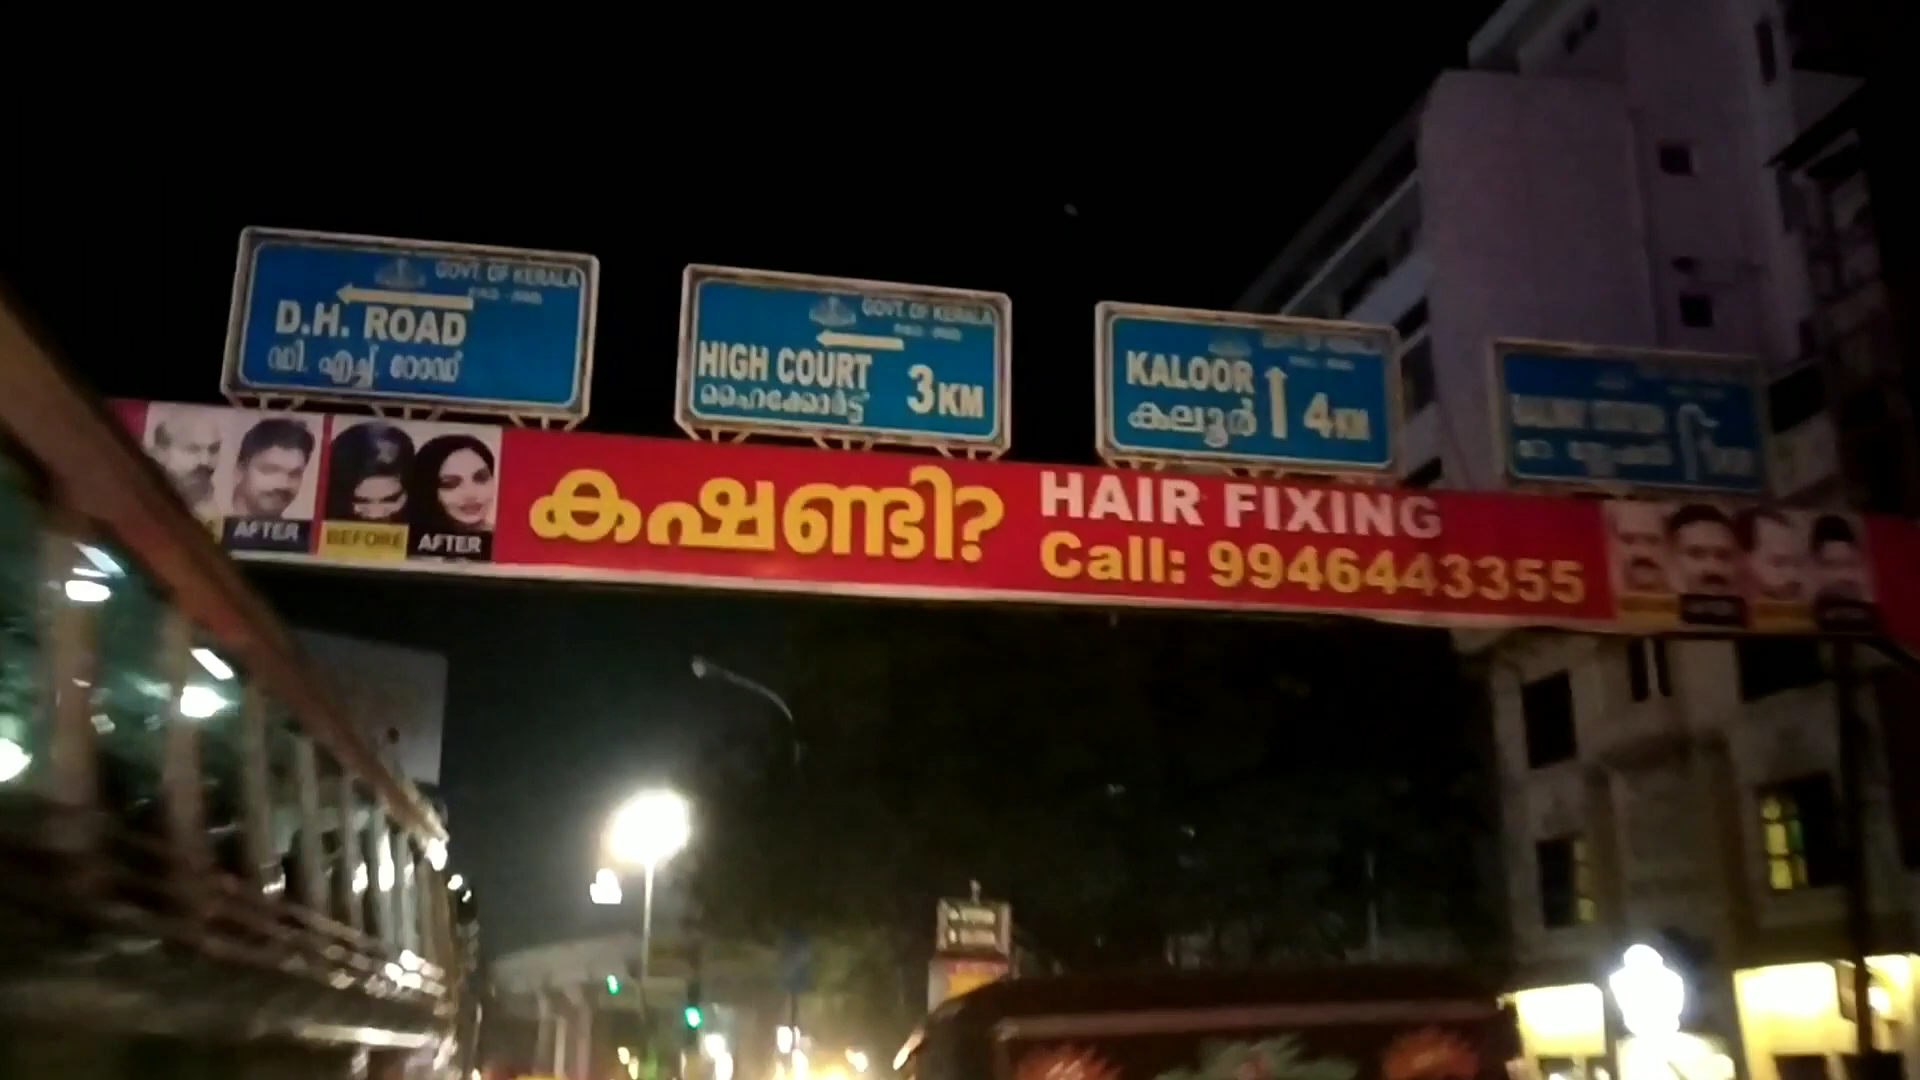 GOVT. OF KERALA
D.H. ROAD
ഡി. എച്ച്. റോഡ്
GOVT. OF KERALA
HIGH COURT
ഹൈക്കോർട്ട്
3 KM
KALOOR
കലൂർ
4 KM
AFTER
BEFORE
AFTER
കഷണ്ടി?
HAIR FIXING
Call: 9946443355